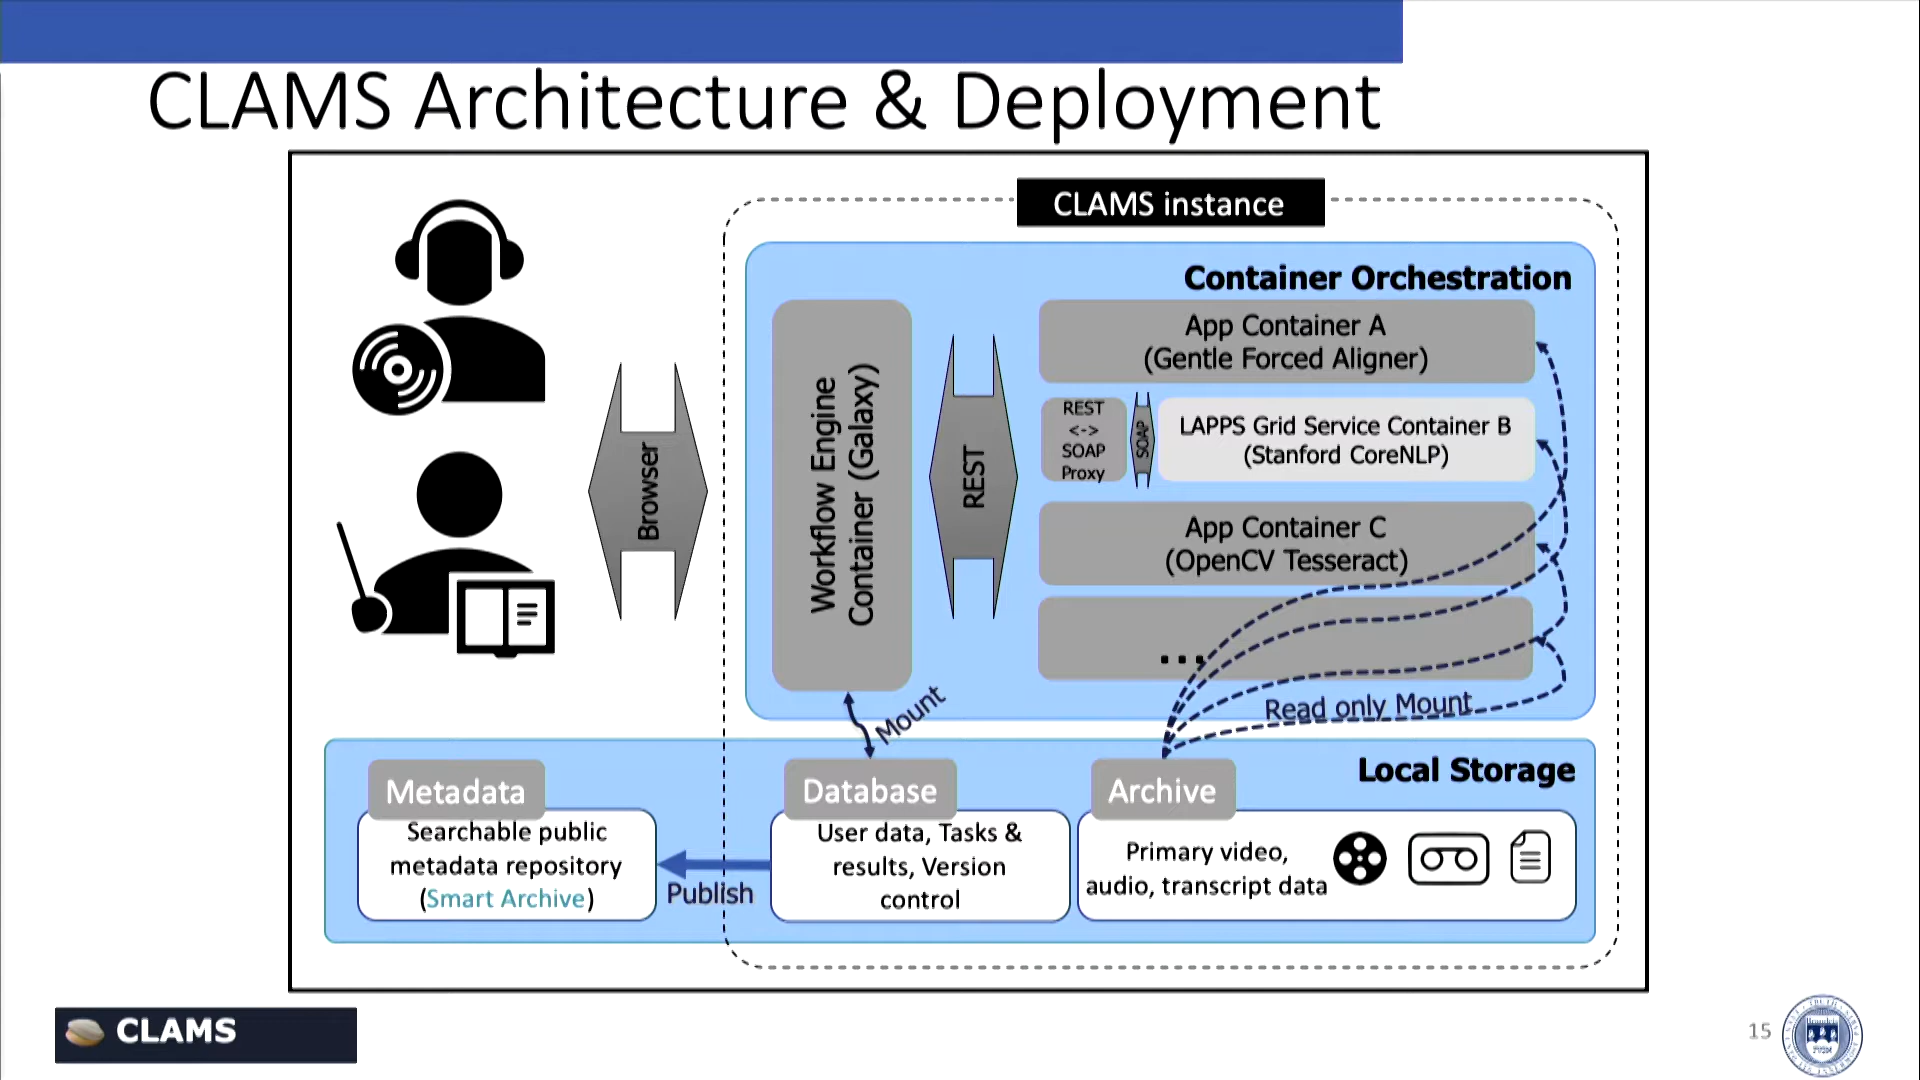 CLAMS Architecture & Deployment
CLAMS instance
Container Orchestration
Browser
Workflow Engine
Container (Galaxy)
REST
App Container A
(Gentle Forced Aligner)
REST
<->
SOAP
Proxy
SOAP
LAPPS Grid Service Container B
(Stanford CoreNLP)
App Container C
(OpenCV Tesseract)
...
Mount
Read only Mount
Local Storage
Metadata
Searchable public
metadata repository
(Smart Archive)
Publish
Database
User data, Tasks &
results, Version
control
Archive
Primary video,
audio, transcript data
CLAMS
15